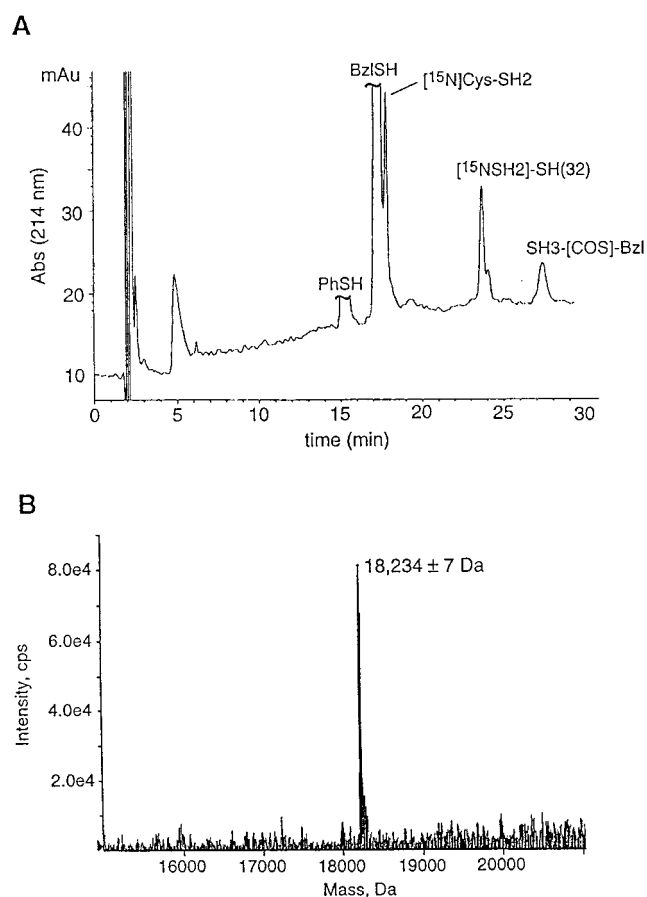 A
mAu
BzlSH
[¹⁵N]Cys-SH2
40
[¹⁵NSH2]-SH(32)
30
Abs (214 nm)
SH3-[COS]-Bzl
PhSH
20
10
0 5 10 15 20 25 30
time (min)
B
8.0e4
18,234 ± 7 Da
6.0e4
Intensity, cps
4.0e4
2.0e4
16000 17000 18000 19000 20000
Mass, Da